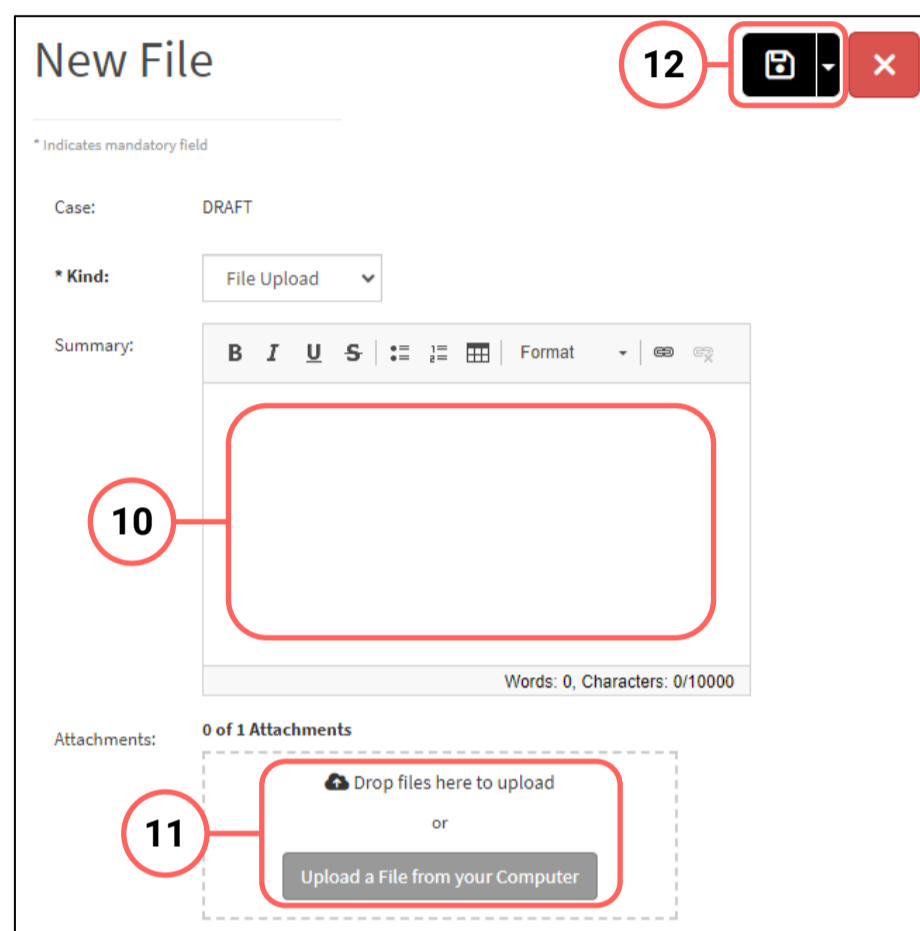 New File
12
* Indicates mandatory field
Case: DRAFT
* Kind: File Upload
Summary: B I U S Format
10
Words: 0, Characters: 0/10000
Attachments: 0 of 1 Attachments
Drop files here to upload
or
11
Upload a File from your Computer